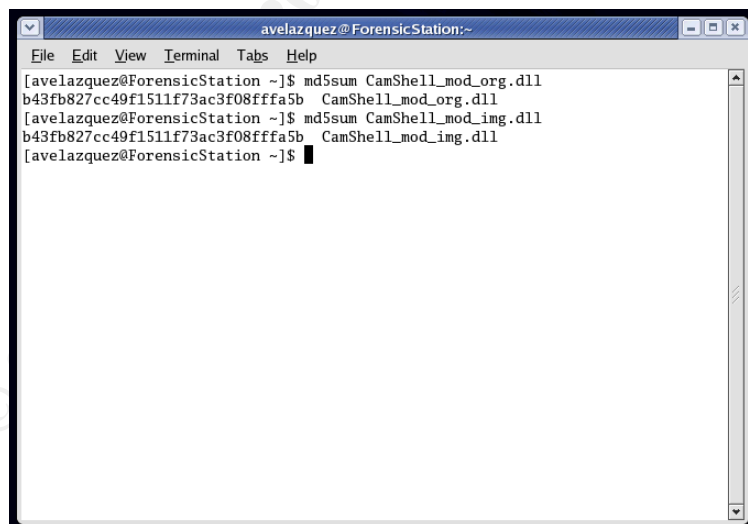 avelazquez@ForensicStation:~
File Edit View Terminal Tabs Help
[avelazquez@ForensicStation ~]$ md5sum CamShell_mod_org.dll
b43fb827cc49f1511f73ac3f08fffa5b  CamShell_mod_org.dll
[avelazquez@ForensicStation ~]$ md5sum CamShell_mod_img.dll
b43fb827cc49f1511f73ac3f08fffa5b  CamShell_mod_img.dll
[avelazquez@ForensicStation ~]$